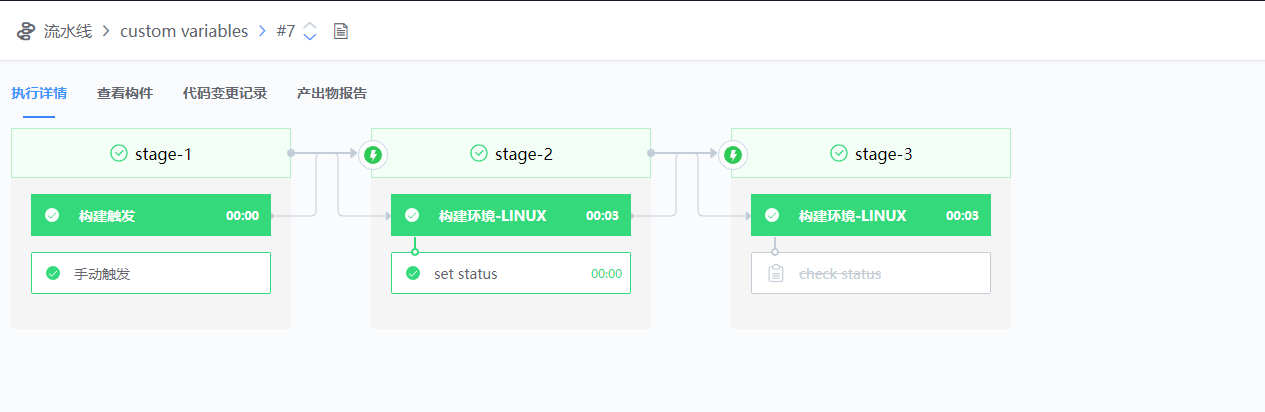 流水线 > custom variables > #7
执行详情 查看构件 代码变更记录 产出物报告
stage-1 stage-2 stage-3
构建触发 00:00 构建环境-LINUX 00:03 构建环境-LINUX 00:03
手动触发 set status 00:00 check status